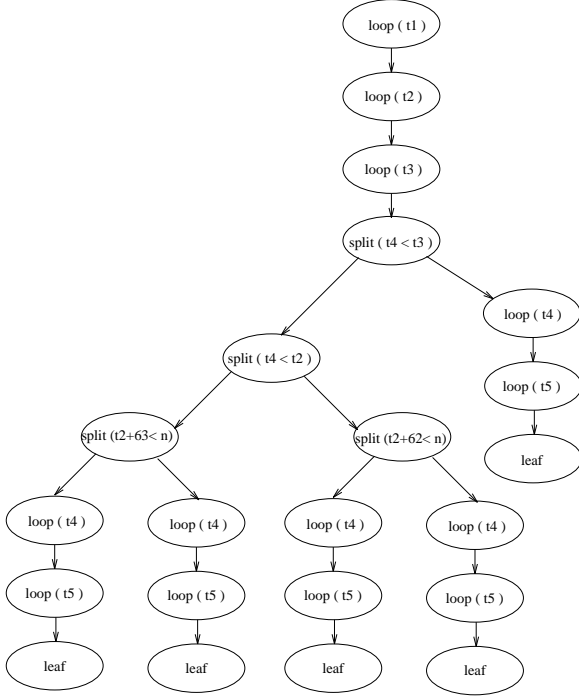 loop ( t1 )
loop ( t2 )
loop ( t3 )
split ( t4 < t3 )
loop ( t4 )
split ( t4 < t2 )
loop ( t5 )
split (t2+63< n)
split (t2+62< n)
leaf
loop ( t4 )
loop ( t4 )
loop ( t4 )
loop ( t4 )
loop ( t5 )
loop ( t5 )
loop ( t5 )
loop ( t5 )
leaf
leaf
leaf
leaf